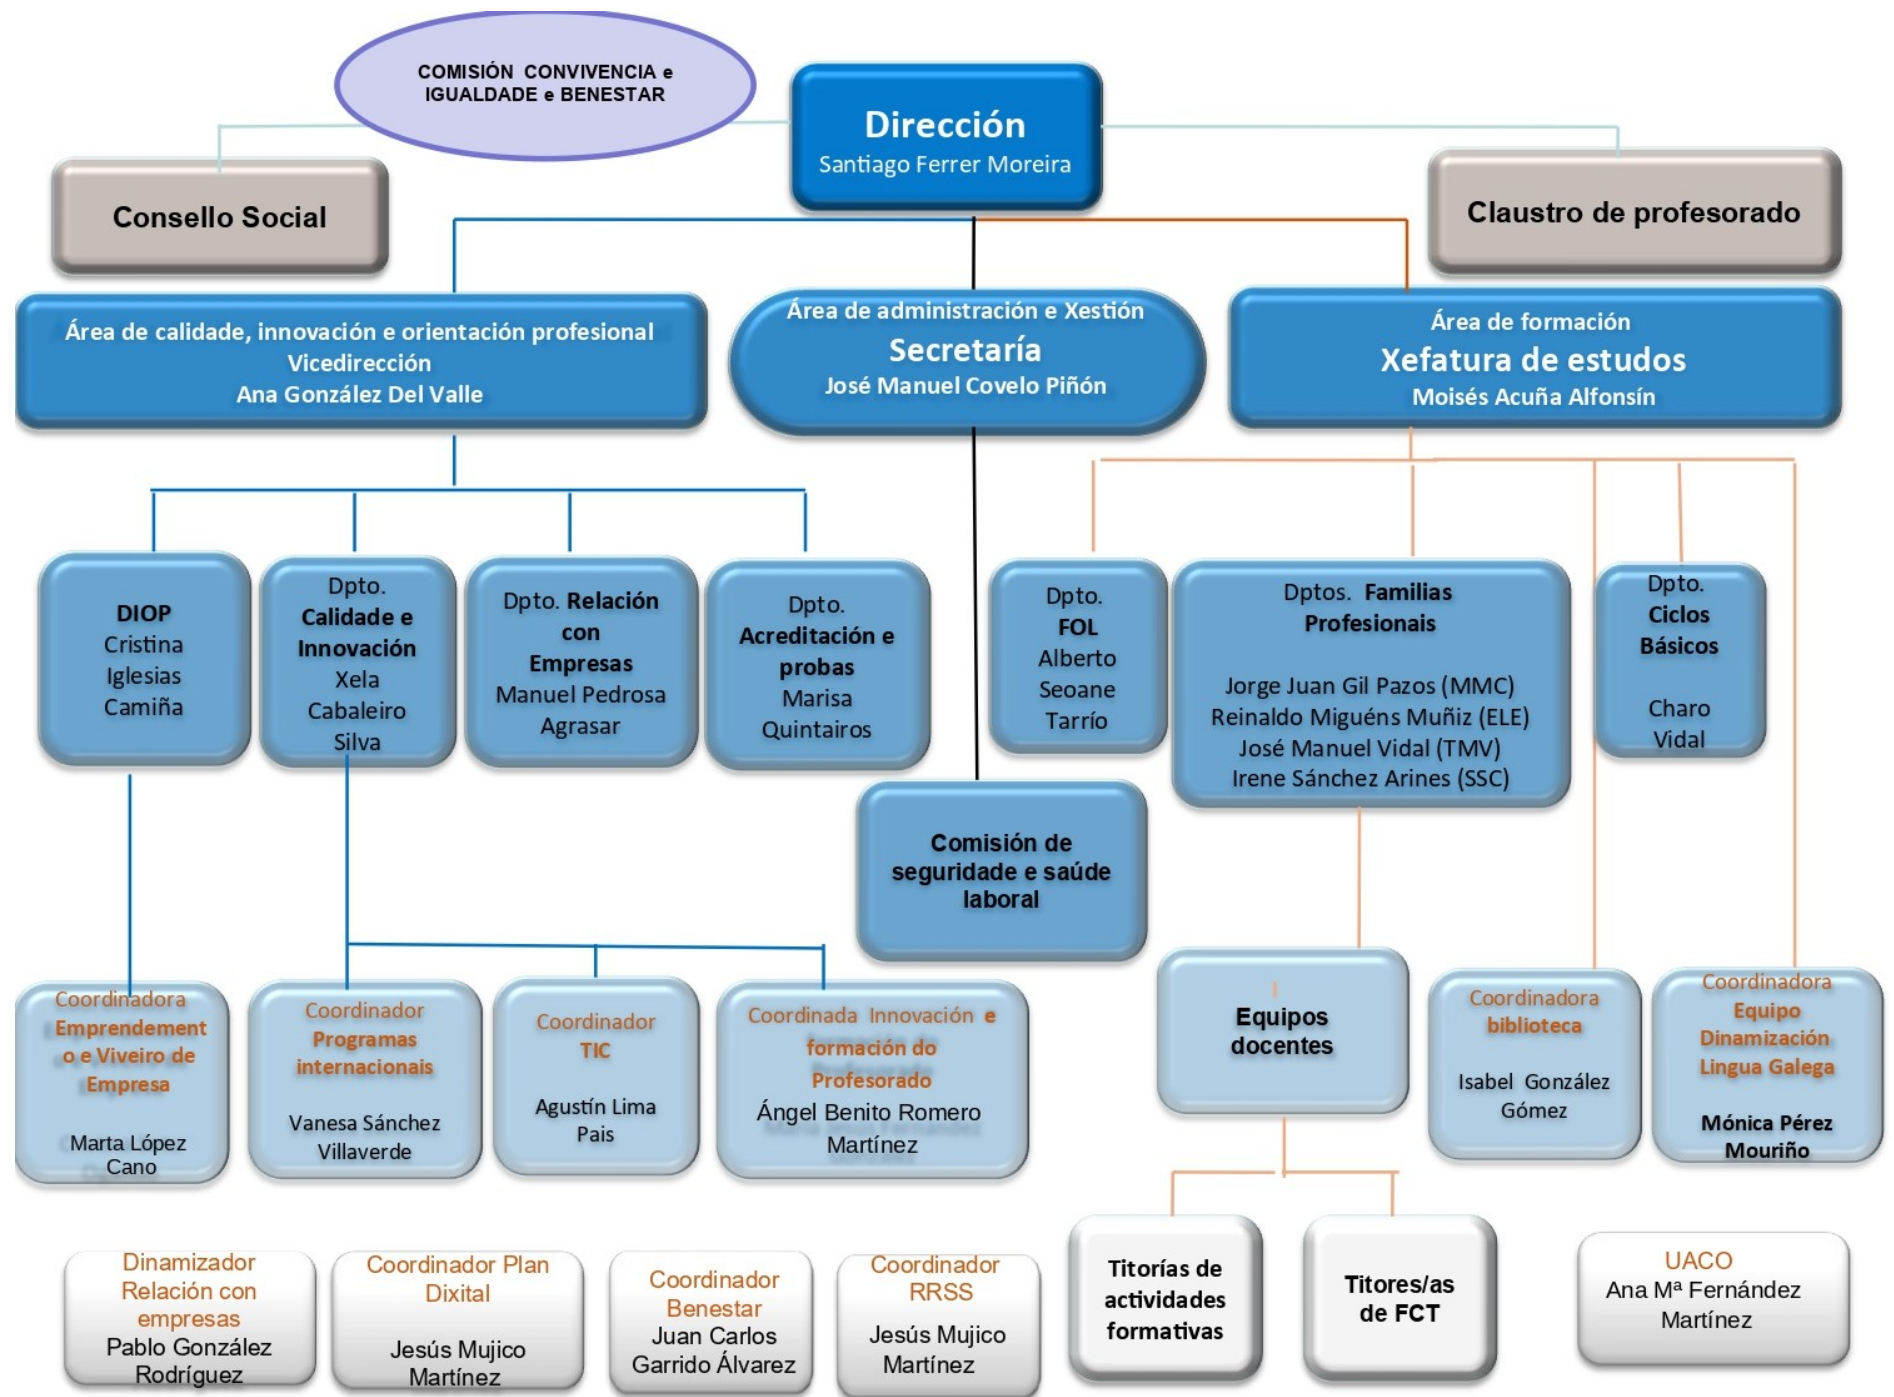 COMISIÓN CONVIVENCIA e
IGUALDADE e BENESTAR
Dirección
Santiago Ferrer Moreira
Consello Social
Claustro de profesorado
Área de calidade, innovación e orientación profesional
Vicedirección
Ana González Del Valle
Área de administración e Xestión
Secretaría
José Manuel Covelo Piñón
Área de formación
Xefatura de estudos
Moisés Acuña Alfonsín
DIOP
Cristina
Iglesias
Camiña
Dpto.
Calidade e
Innovación
Xela
Cabaleiro
Silva
Dpto. Relación
con
Empresas
Manuel Pedrosa
Agrasar
Dpto.
Acreditación e
probas
Marisa
Quintairos
Dpto.
FOL
Alberto
Seoane
Tarrío
Dptos. Familias
Profesionais
Jorge Juan Gil Pazos (MMC)
Reinaldo Miguéns Muñiz (ELE)
José Manuel Vidal (TMV)
Irene Sánchez Arines (SSC)
Dpto.
Ciclos
Básicos
Charo
Vidal
Comisión de
seguridade e saúde
laboral
Coordinadora
Emprendement
o e Viveiro de
Empresa
Marta López
Cano
Coordinador
Programas
internacionais
Vanesa Sánchez
Villaverde
Coordinador
TIC
Agustín Lima
Pais
Coordinada Innovación e
formación do
Profesorado
Ángel Benito Romero
Martínez
Equipos
docentes
Coordinadora
biblioteca
Isabel González
Gómez
Coordinadora
Equipo
Dinamización
Lingua Galega
Mónica Pérez
Mouriño
Dinamizador
Relación con
empresas
Pablo González
Rodríguez
Coordinador Plan
Dixital
Jesús Mujico
Martínez
Coordinador
Benestar
Juan Carlos
Garrido Álvarez
Coordinador
RRSS
Jesús Mujico
Martínez
Titorías de
actividades
formativas
Titores/as
de FCT
UACO
Ana Mª Fernández
Martínez